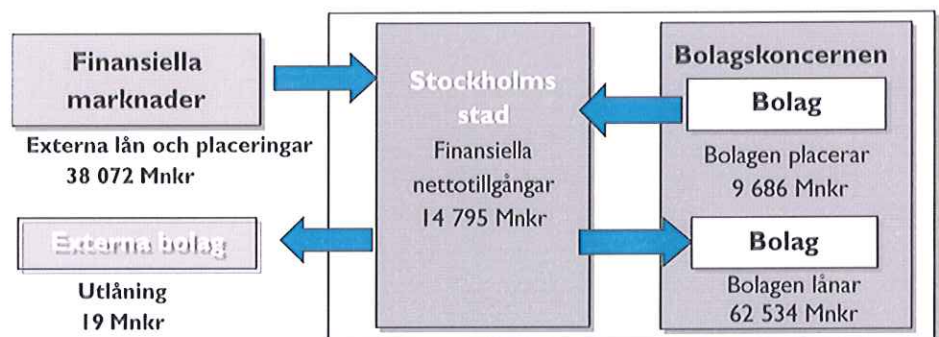 Finansiella
marknader
Externa lån och placeringar
38 072 Mnkr
Externa bolag
Utlåning
19 Mnkr
Stockholms
stad
Finansiella
nettotillgångar
14 795 Mnkr
Bolagskoncernen
Bolag
Bolagen placerar
9 686 Mnkr
Bolag
Bolagen lånar
62 534 Mnkr